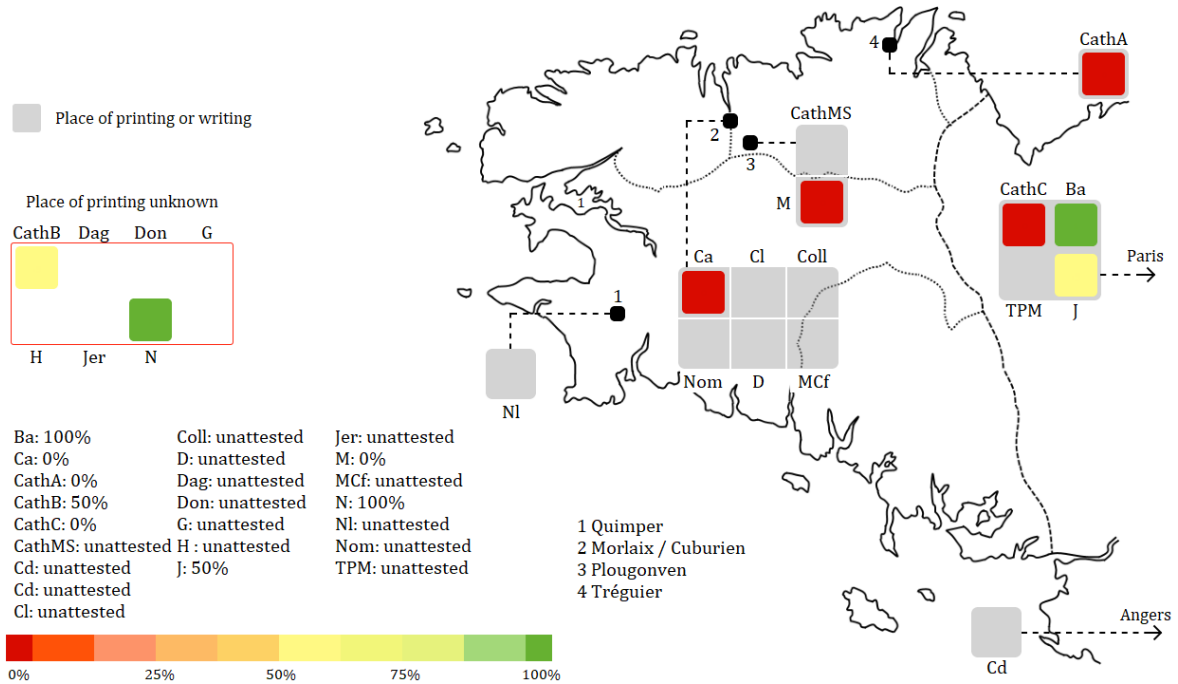 4
CathA
Place of printing or writing
CathMS
2
3
Place of printing unknown
CathB Dag Don G
1
M
CathC Ba
Paris
TPM J
Ca Cl Coll
1
H Jer N
Nom D MCf
Nl
Ba: 100%
Ca: 0%
CathA: 0%
CathB: 50%
CathC: 0%
CathMS: unattested
Cd: unattested
Cd: unattested
Cl: unattested
Coll: unattested
D: unattested
Dag: unattested
Don: unattested
G: unattested
H : unattested
J: 50%
Jer: unattested
M: 0%
MCf: unattested
N: 100%
Nl: unattested
Nom: unattested
TPM: unattested
1 Quimper
2 Morlaix / Cuburien
3 Plougonven
4 Tréguier
Angers
Cd
0% 25% 50% 75% 100%